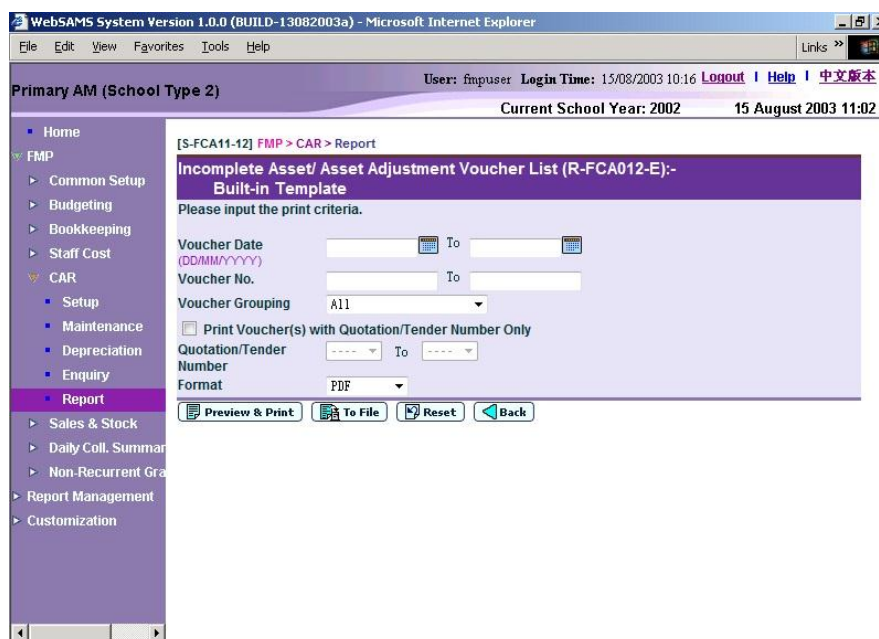 WebSAMS System Version 1.0.0 (BUILD-13082003a) - Microsoft Internet Explorer
File Edit View Favorites Tools Help Links »
Primary AM (School Type 2)
User: fmpuser Login Time: 15/08/2003 10:16 Logout | Help | 中文版本
Current School Year: 2002 15 August 2003 11:02
Home
FMP
Common Setup
Budgeting
Bookkeeping
Staff Cost
CAR
Setup
Maintenance
Depreciation
Enquiry
Report
Sales & Stock
Daily Coll. Summar
Non-Recurrent Gra
Report Management
Customization
[S-FCA11-12] FMP > CAR > Report
Incomplete Asset/ Asset Adjustment Voucher List (R-FCA012-E):-
Built-in Template
Please input the print criteria.
Voucher Date To
(DD/MM/YYYY)
Voucher No. To
Voucher Grouping All
Print Voucher(s) with Quotation/Tender Number Only
Quotation/Tender ---- To ----
Number
Format PDF
Preview & Print To File Reset Back